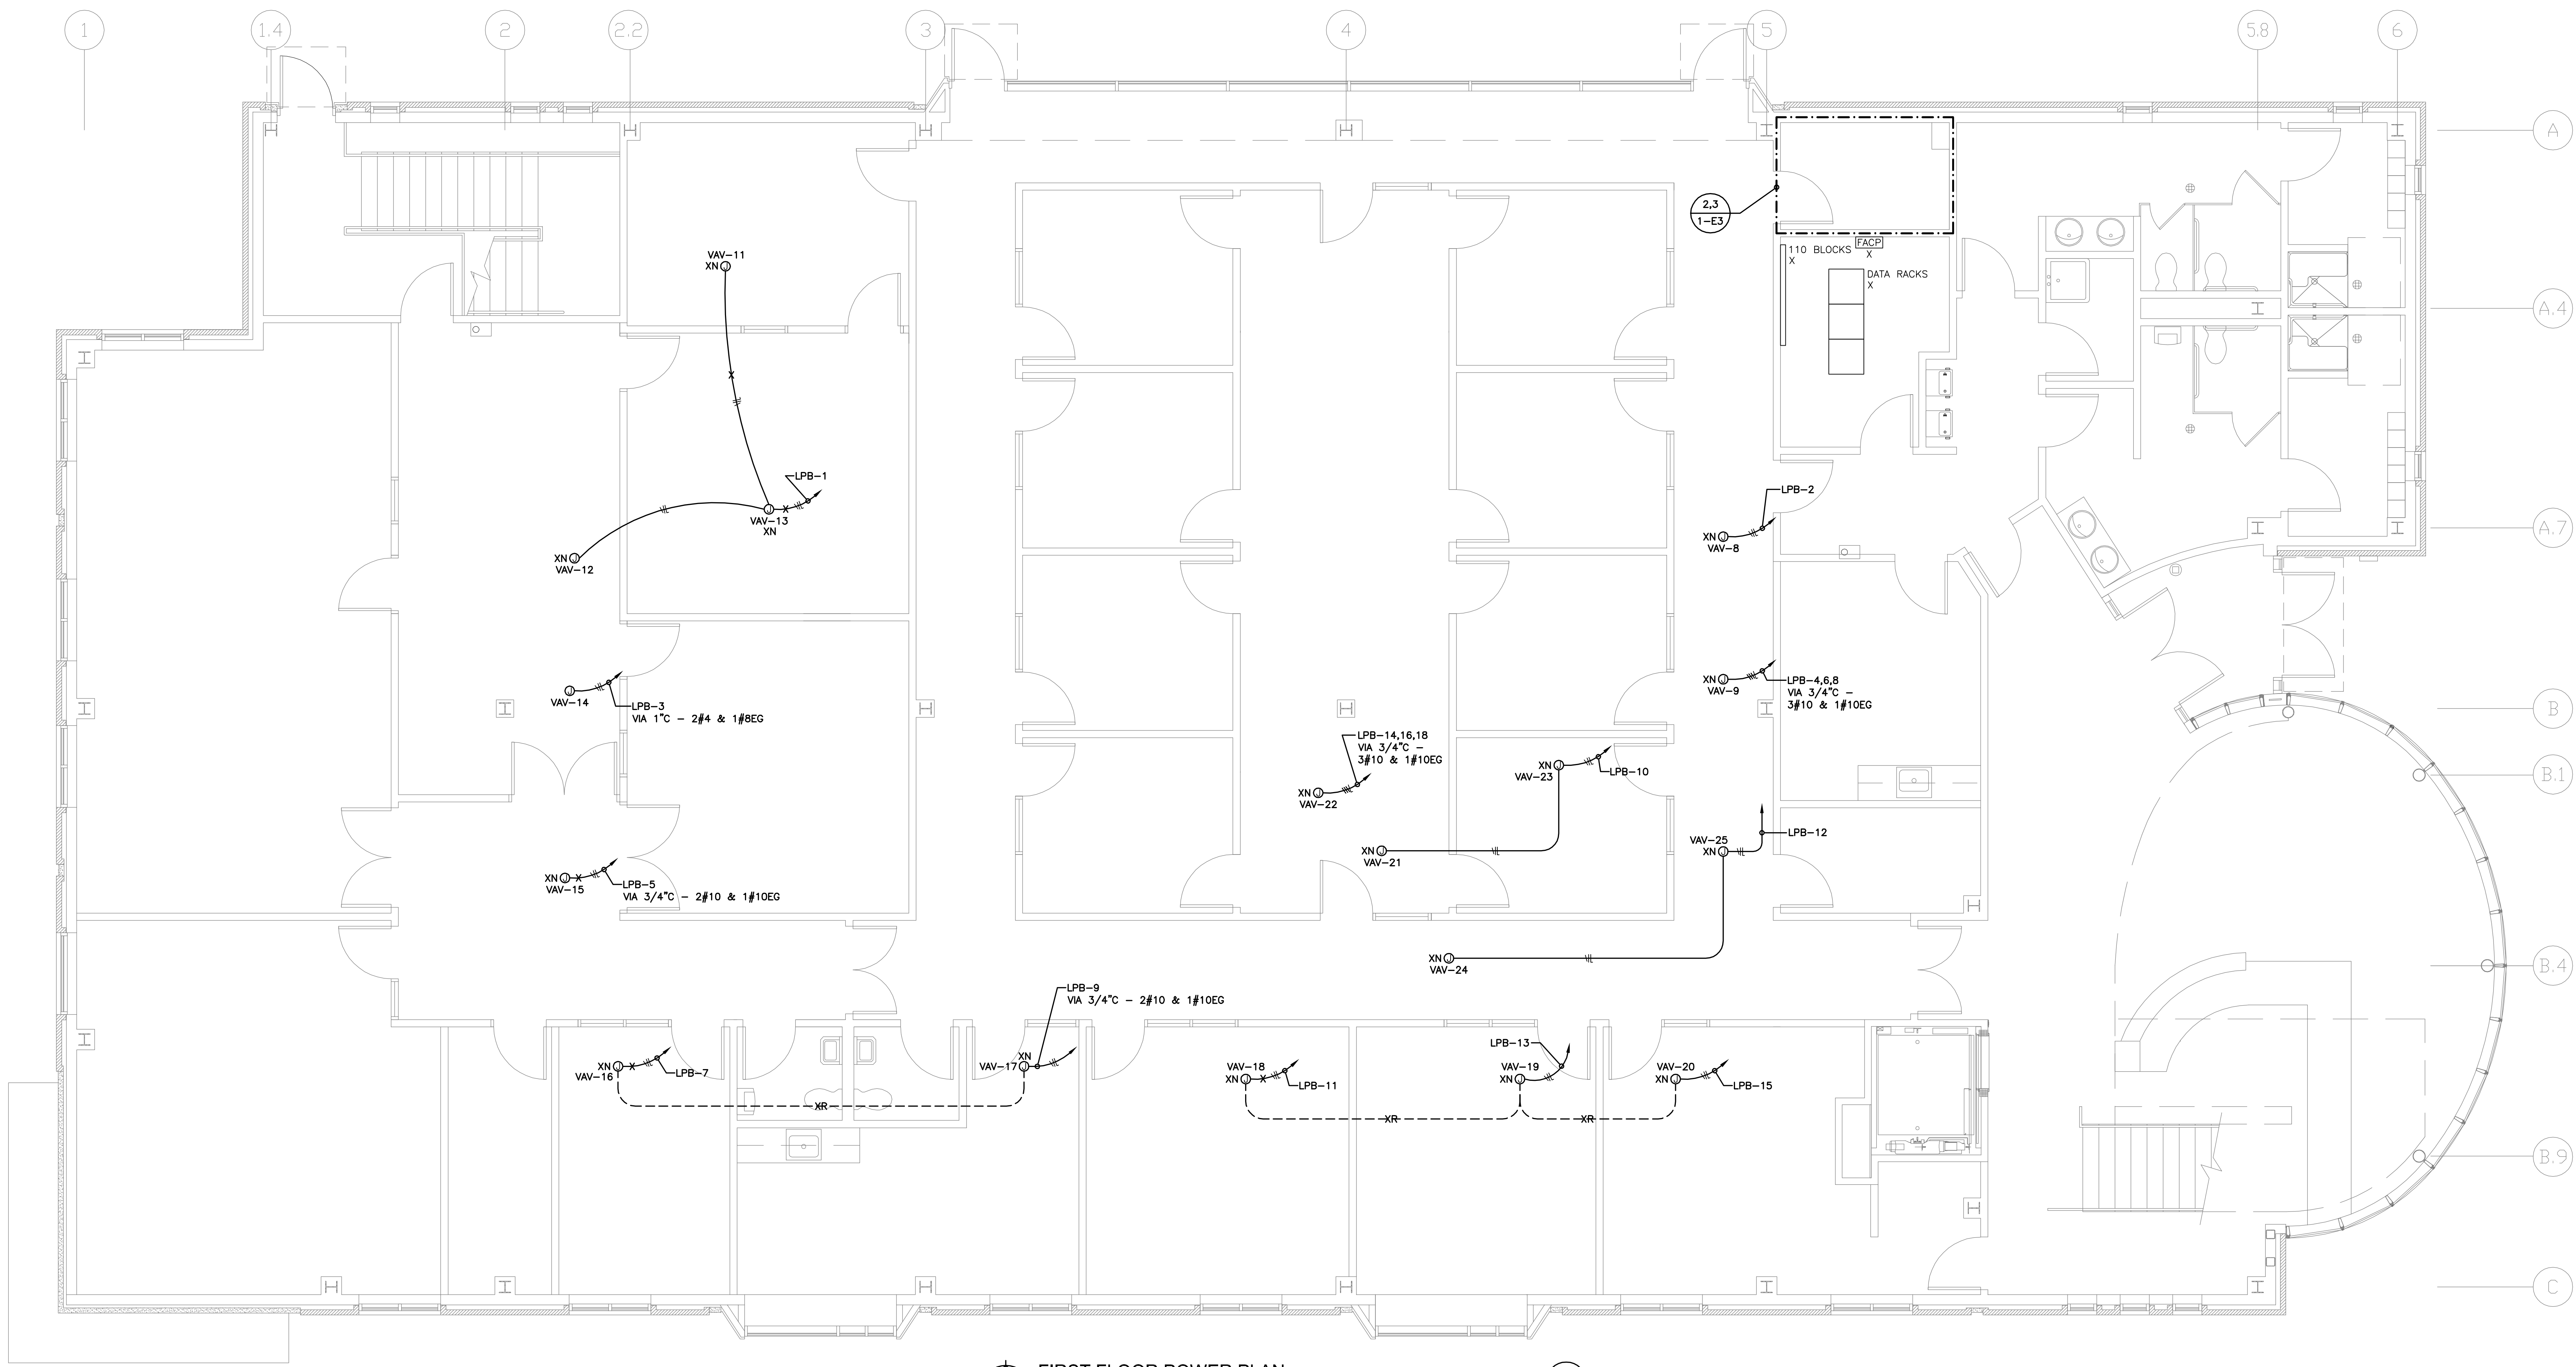 1
1.4
2
2.2
3
4
5
5.8
6
A
2,3
1-E3
110 BLOCKS
X
FACP
X
DATA RACKS
X
VAV-11
XN J
X
A.4
LPB-1
J X
VAV-13
XN
XN J
VAV-12
LPB-2
XN J
VAV-8
A.7
J
VAV-14
LPB-3
VIA 1"C - 2#4 & 1#8EG
XN J
VAV-9
LPB-4,6,8
VIA 3/4"C -
3#10 & 1#10EG
B
LPB-14,16,18
VIA 3/4"C -
3#10 & 1#10EG
XN J
VAV-22
XN J
VAV-23
LPB-10
B.1
XN J
VAV-21
VAV-25
XN J
LPB-12
XN J X
VAV-15
LPB-5
VIA 3/4"C - 2#10 & 1#10EG
XN J
VAV-24
B.4
LPB-9
VIA 3/4"C - 2#10 & 1#10EG
XN J X
VAV-16
LPB-7
XN
VAV-17 J
XR
VAV-18
XN J X
LPB-11
LPB-13
VAV-19
XN J
VAV-20
XN J
LPB-15
XR
XR
B.9
C
FIRST FLOOR POWER PLAN